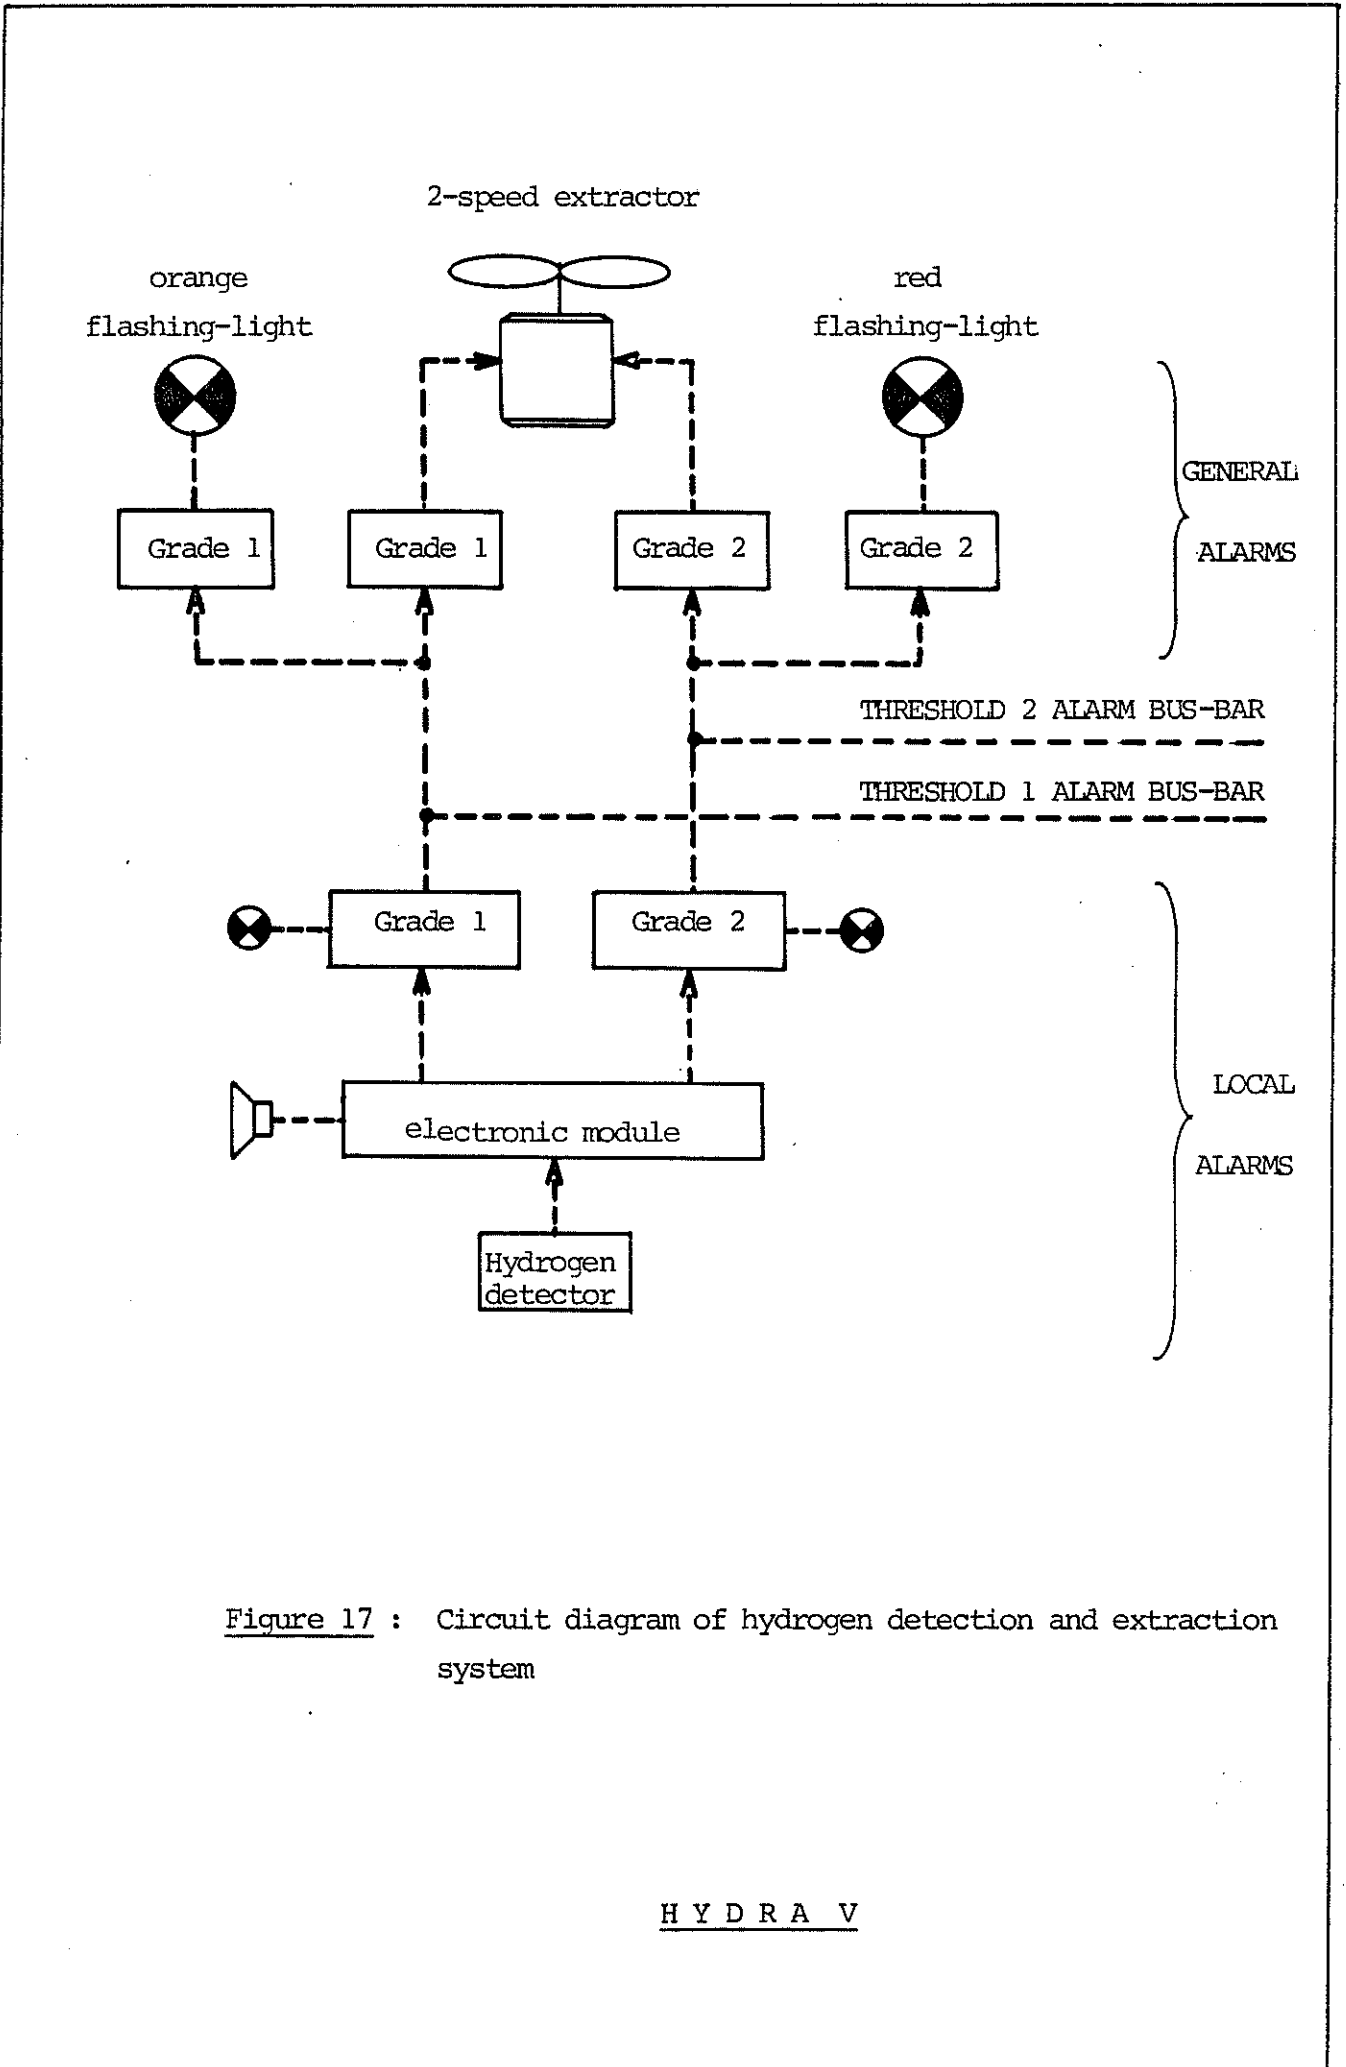 2-speed extractor
orange
flashing-light
red
flashing-light
GENERAL
ALARMS
Grade 1
Grade 1
Grade 2
Grade 2
THRESHOLD 2 ALARM BUS-BAR
THRESHOLD 1 ALARM BUS-BAR
Grade 1
Grade 2
electronic module
Hydrogen
detector
LOCAL
ALARMS
Figure 17 : Circuit diagram of hydrogen detection and extraction
system
H Y D R A V